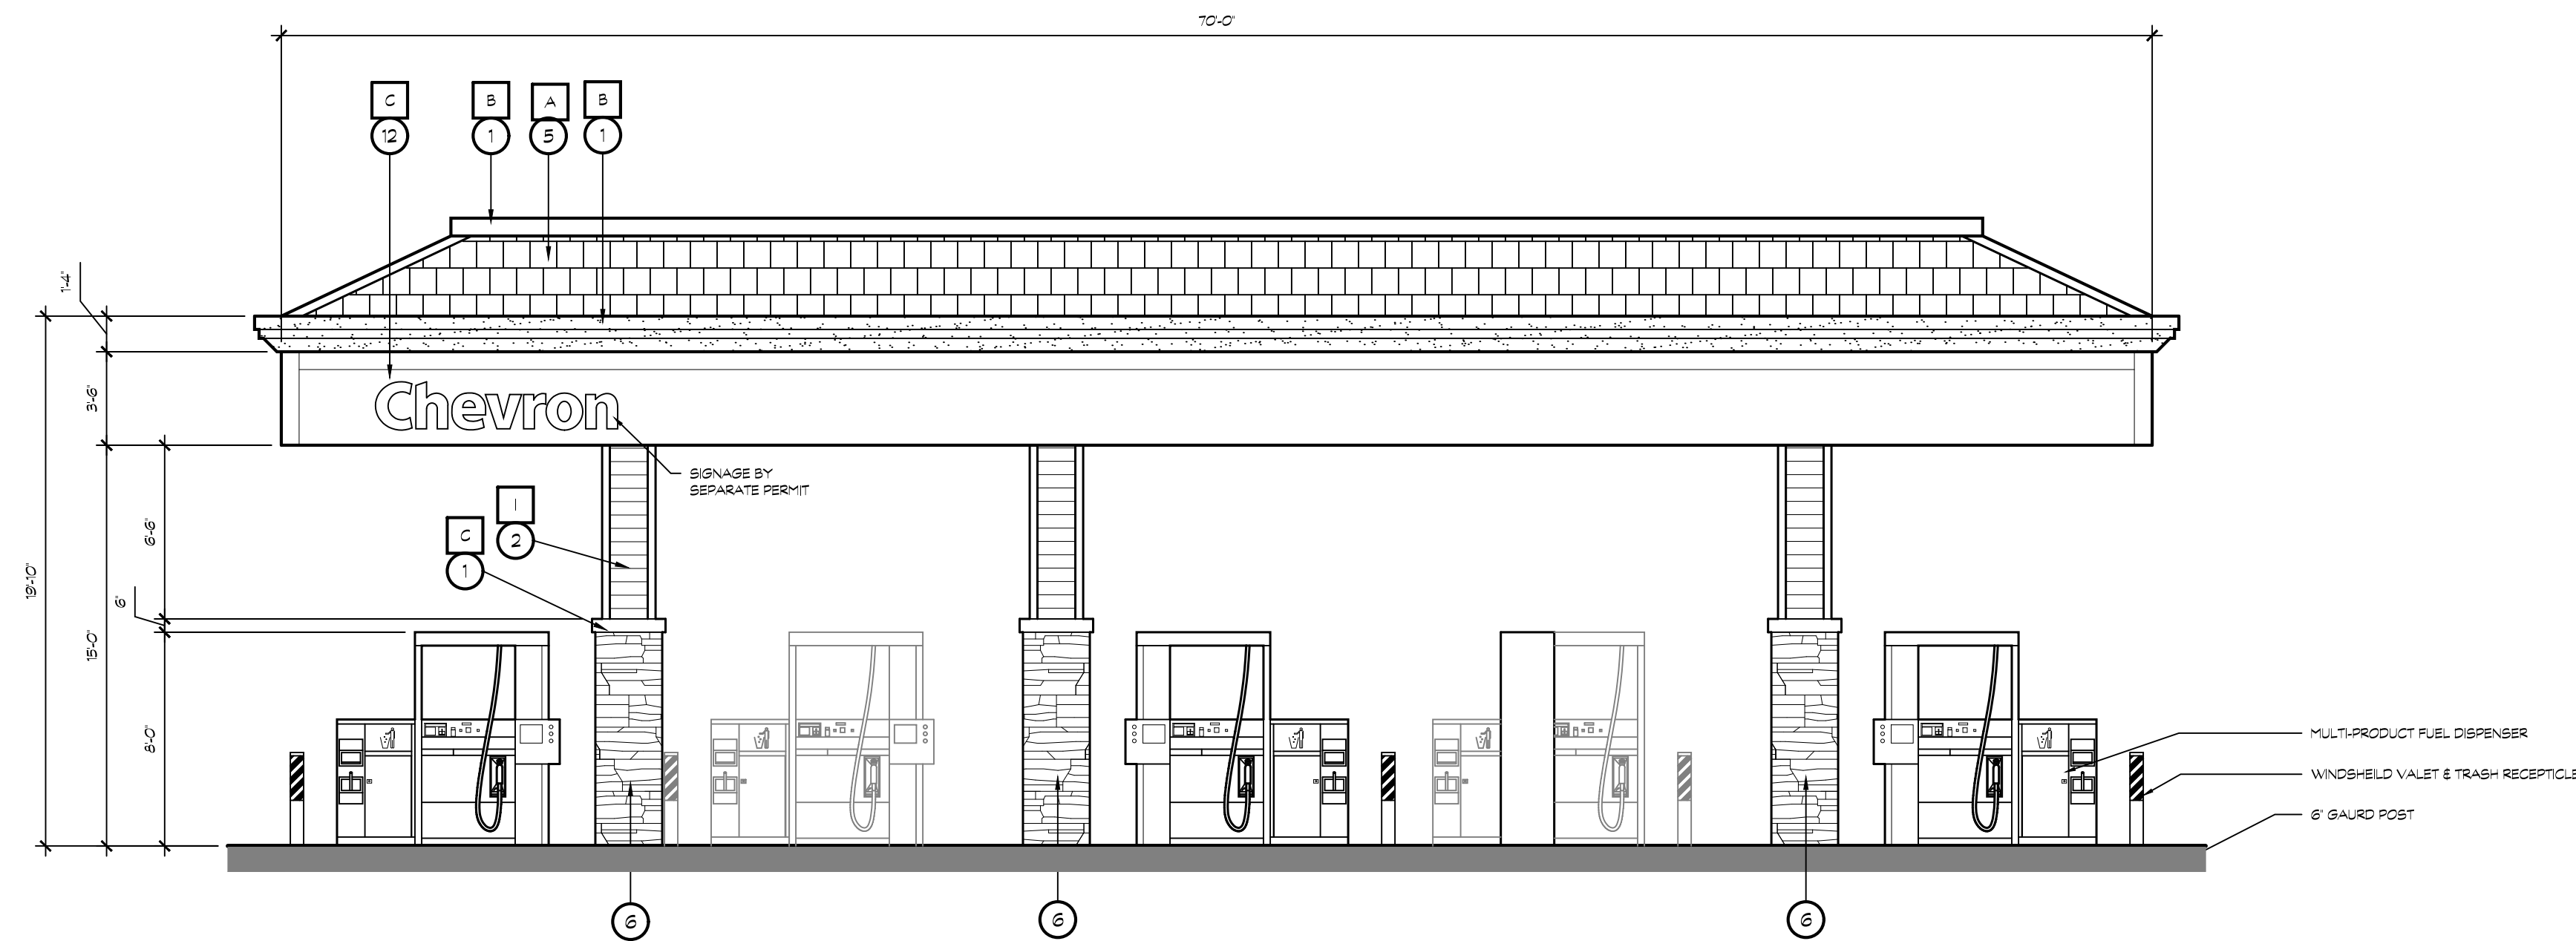 70'-0"
C
B
A
B
12
1
5
1
1'-4"
3'-6"
Chevron
SIGNAGE BY
SEPARATE PERMIT
I
C
2
1
6'-6"
19'-10"
6"
15'-0"
8'-0"
MULTI-PRODUCT FUEL DISPENSER
WINDSHEILD VALET & TRASH RECEPTICLE
6" GAURD POST
6
6
6